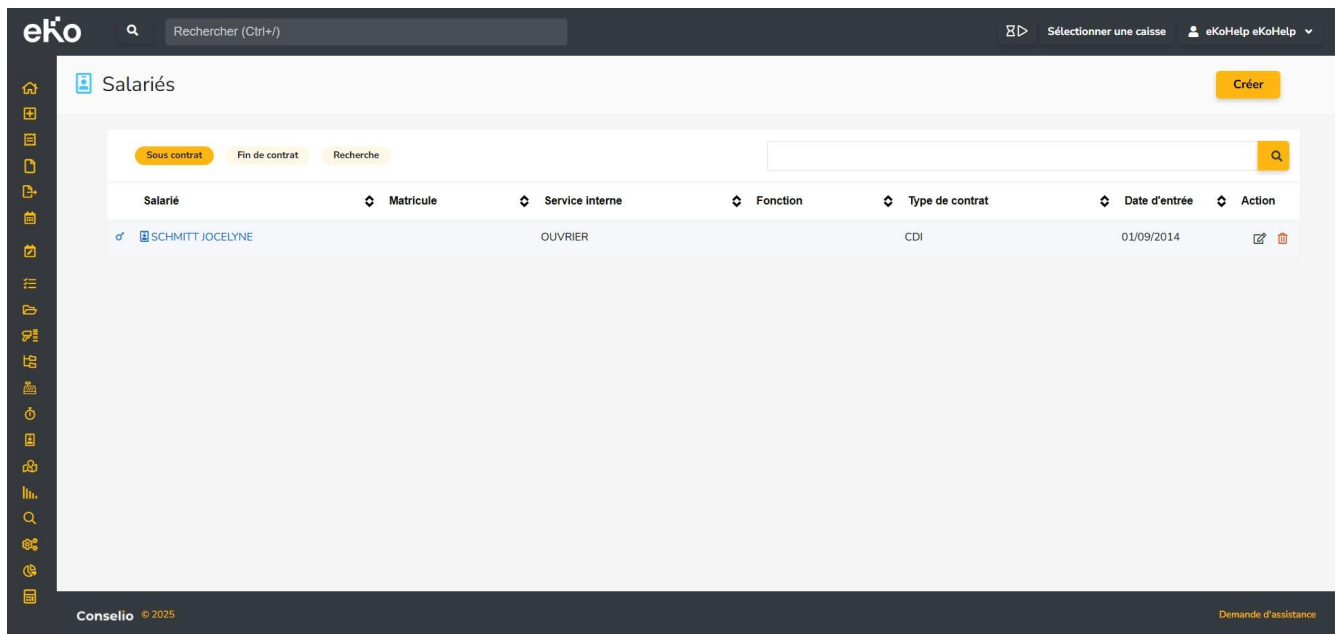 eko
Rechercher (Ctrl+/)
Sélectionner une caisse
eKoHelp eKoHelp
Salariés
Créer
Sous contrat Fin de contrat Recherche
Salarié Matricule Service interne Fonction Type de contrat Date d'entrée Action
SCHMITT JOCELYNE OUVRIER CDI 01/09/2014
Conselio © 2025
Demande d'assistance